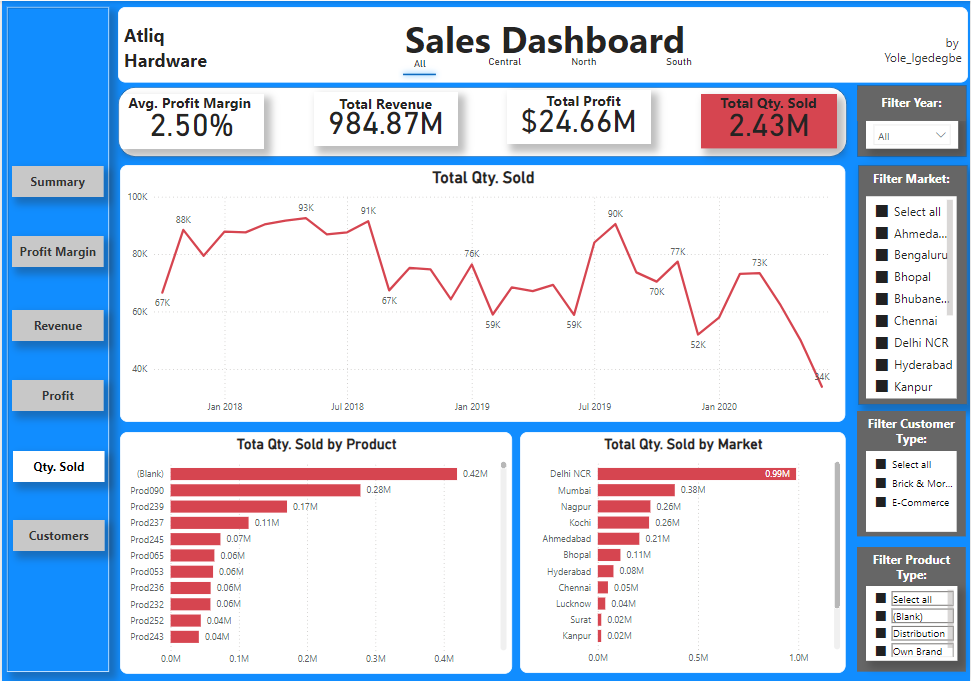 Atliq
Hardware
Sales Dashboard
All
Central
North
South
by
Yole_Igedegbe
Avg. Profit Margin
2.50%
Total Revenue
984.87M
Total Profit
$24.66M
Total Qty. Sold
2.43M
Filter Year:
All
Summary
Profit Margin
Revenue
Profit
Qty. Sold
Customers
Total Qty. Sold
100K
80K
60K
40K
67K
88K
93K
91K
67K
76K
59K
59K
90K
70K
77K
52K
73K
34K
Jan 2018
Jul 2018
Jan 2019
Jul 2019
Jan 2020
Filter Market:
Select all
Ahmeda...
Bengaluru
Bhopal
Bhubane...
Chennai
Delhi NCR
Hyderabad
Kanpur
Tota Qty. Sold by Product
(Blank) 0.42M
Prod090 0.28M
Prod239 0.17M
Prod237 0.11M
Prod245 0.07M
Prod065 0.06M
Prod053 0.06M
Prod236 0.06M
Prod232 0.06M
Prod252 0.04M
Prod243 0.04M
0.0M 0.1M 0.2M 0.3M 0.4M
Total Qty. Sold by Market
Delhi NCR 0.99M
Mumbai 0.38M
Nagpur 0.26M
Kochi 0.26M
Ahmedabad 0.21M
Bhopal 0.11M
Hyderabad 0.08M
Chennai 0.05M
Lucknow 0.04M
Surat 0.02M
Kanpur 0.02M
0.0M 0.5M 1.0M
Filter Customer
Type:
Select all
Brick & Mor...
E-Commerce
Filter Product
Type:
Select all
(Blank)
Distribution
Own Brand